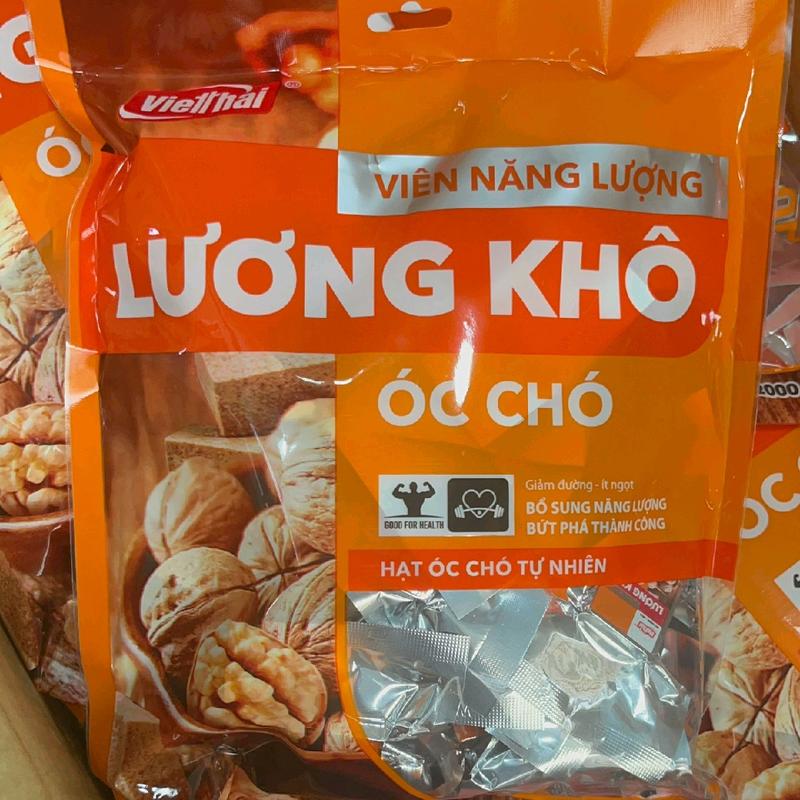 VietThai
®
VIÊN NĂNG LƯỢNG
LƯƠNG KHÔ
ÓC CHÓ
GOOD FOR HEALTH
Giảm đường - ít ngọt
BỔ SUNG NĂNG LƯỢNG
BỨT PHÁ THÀNH CÔNG
HẠT ÓC CHÓ TỰ NHIÊN